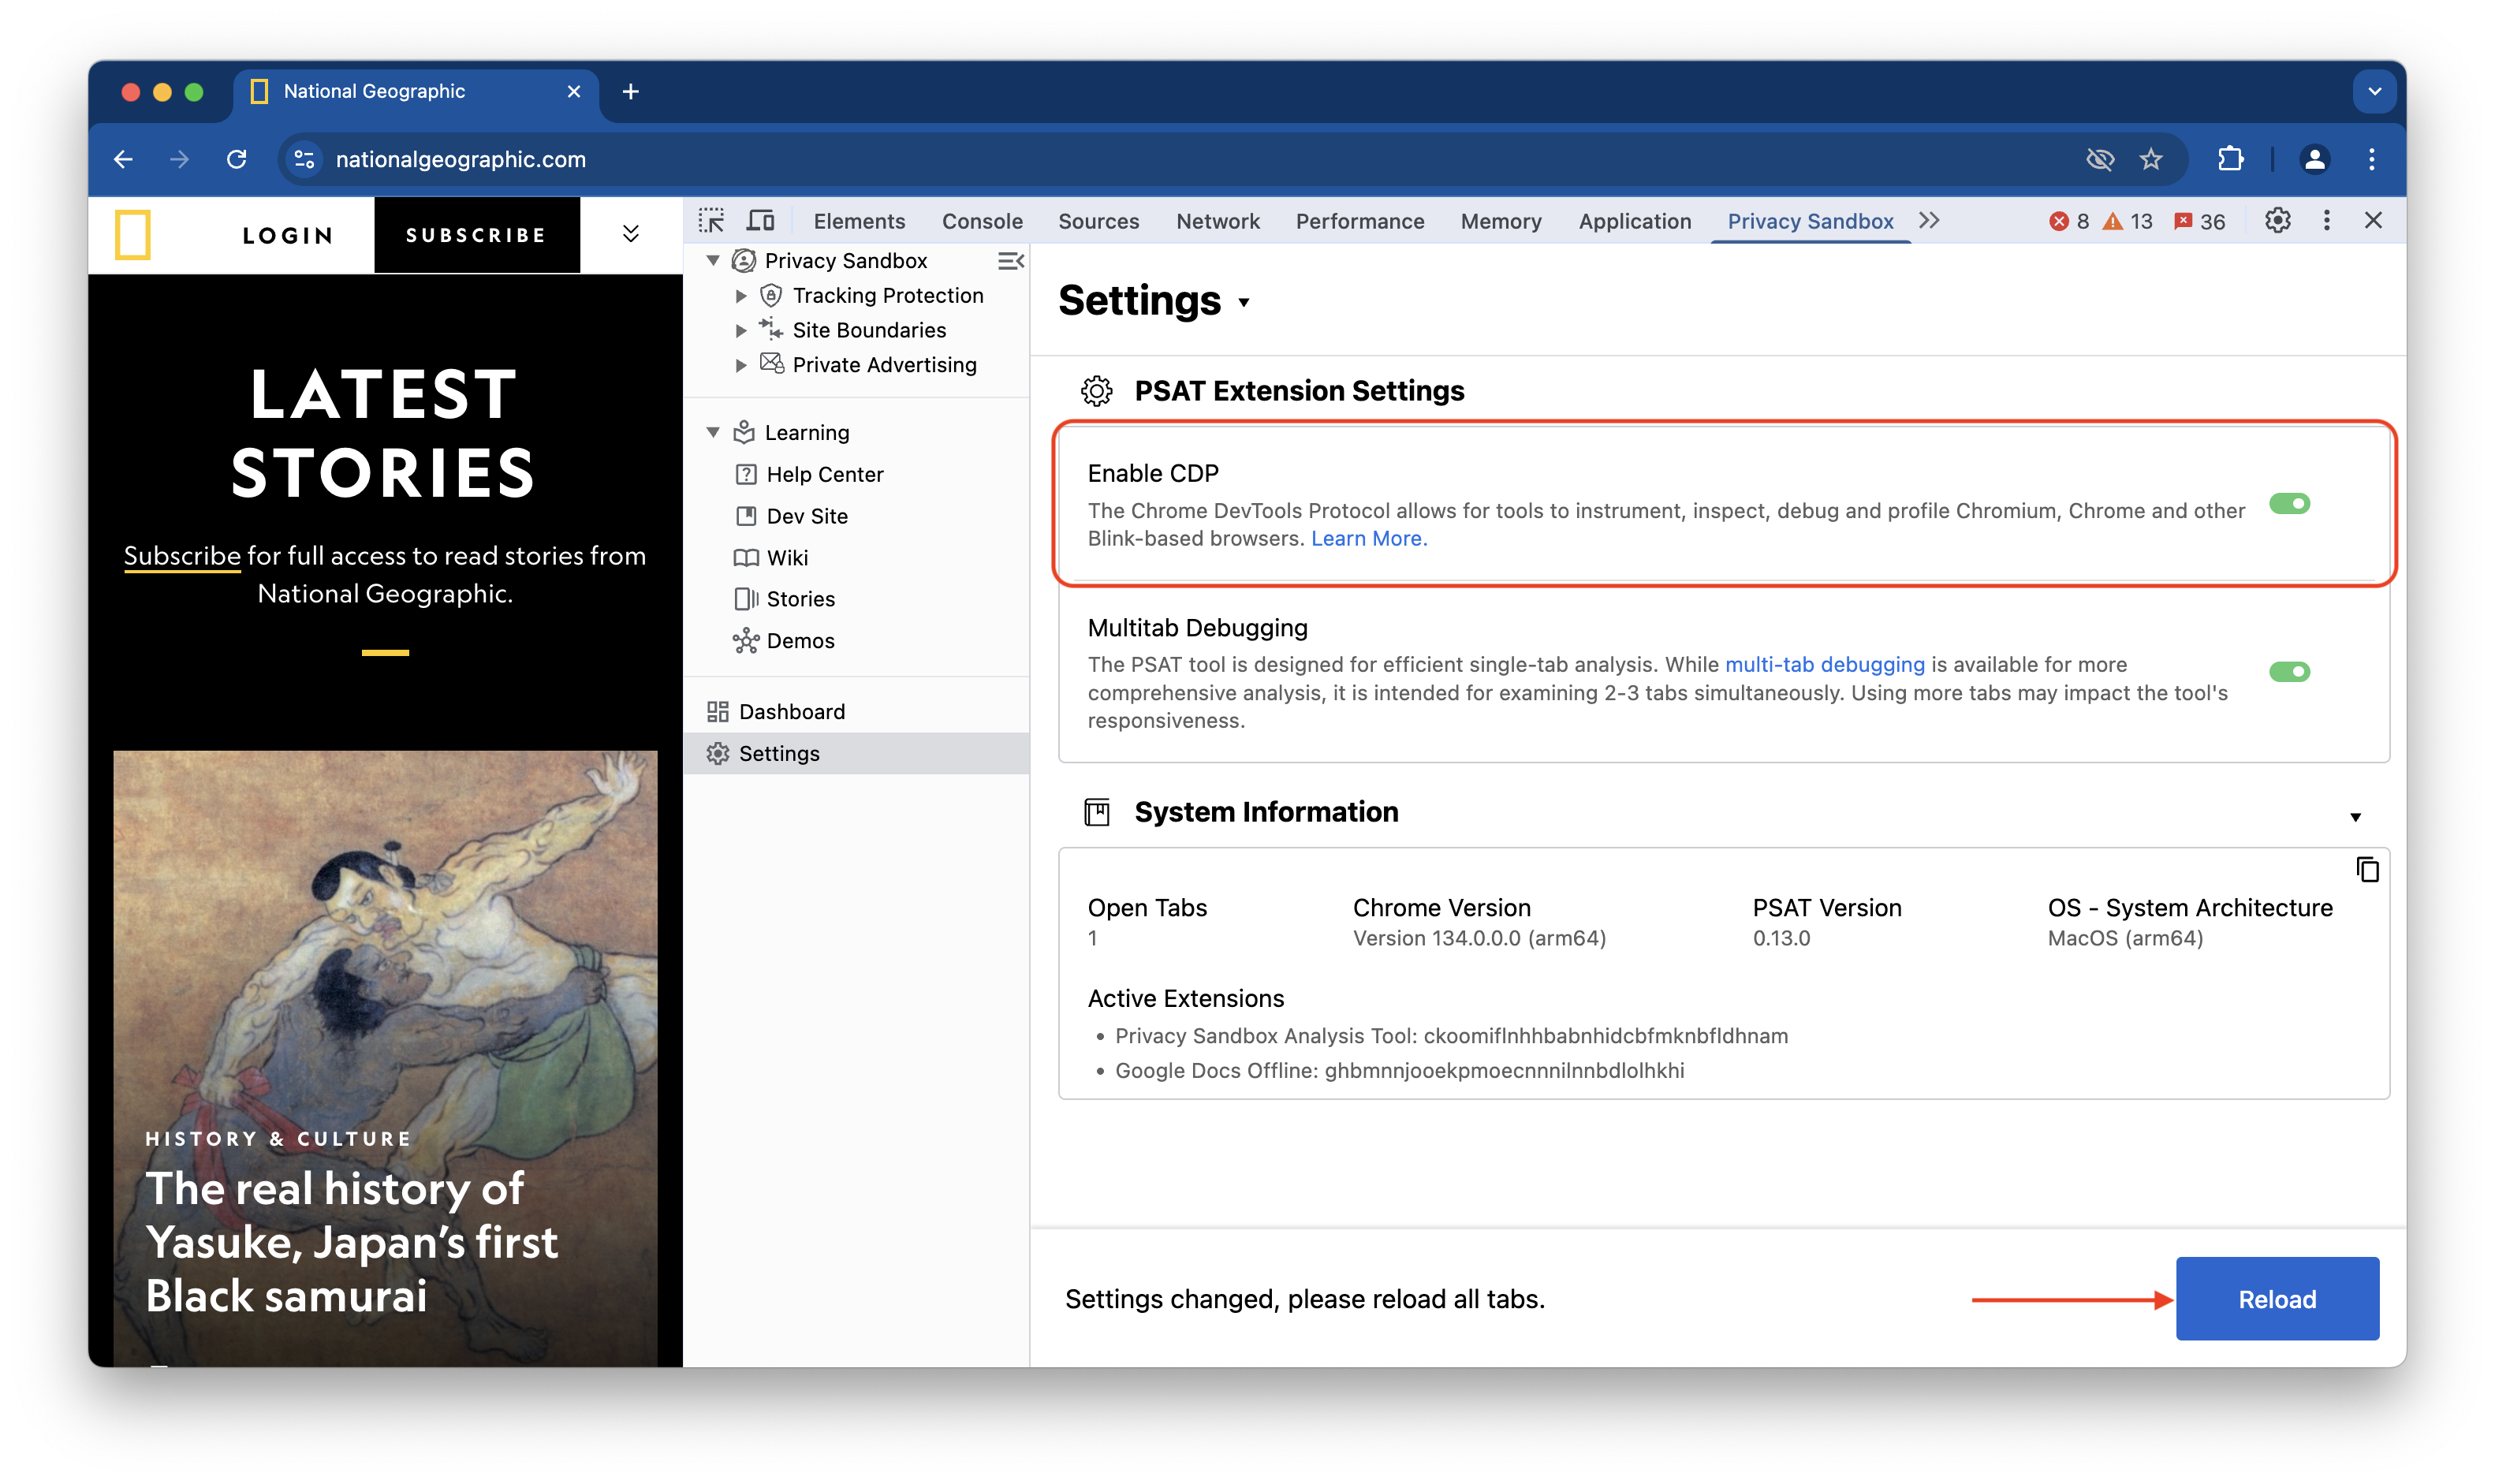 National Geographic
nationalgeographic.com
LOGIN
SUBSCRIBE
LATEST
STORIES
Subscribe for full access to read stories from
National Geographic.
HISTORY & CULTURE
The real history of
Yasuke, Japan's first
Black samurai
Elements
Console
Sources
Network
Performance
Memory
Application
Privacy Sandbox
8
13
36
Privacy Sandbox
Tracking Protection
Site Boundaries
Private Advertising
Learning
Help Center
Dev Site
Wiki
Stories
Demos
Dashboard
Settings
Settings
PSAT Extension Settings
Enable CDP
The Chrome DevTools Protocol allows for tools to instrument, inspect, debug and profile Chromium, Chrome and other
Blink-based browsers. Learn More.
Multitab Debugging
The PSAT tool is designed for efficient single-tab analysis. While multi-tab debugging is available for more
comprehensive analysis, it is intended for examining 2-3 tabs simultaneously. Using more tabs may impact the tool's
responsiveness.
System Information
Open Tabs
1
Chrome Version
Version 134.0.0.0 (arm64)
PSAT Version
0.13.0
OS - System Architecture
MacOS (arm64)
Active Extensions
• Privacy Sandbox Analysis Tool: ckoomiflnhhbabnhidcbfmknbfldhnam
• Google Docs Offline: ghbmnnjooekpmoecnnnilnnbdlolhkhi
Settings changed, please reload all tabs.
Reload